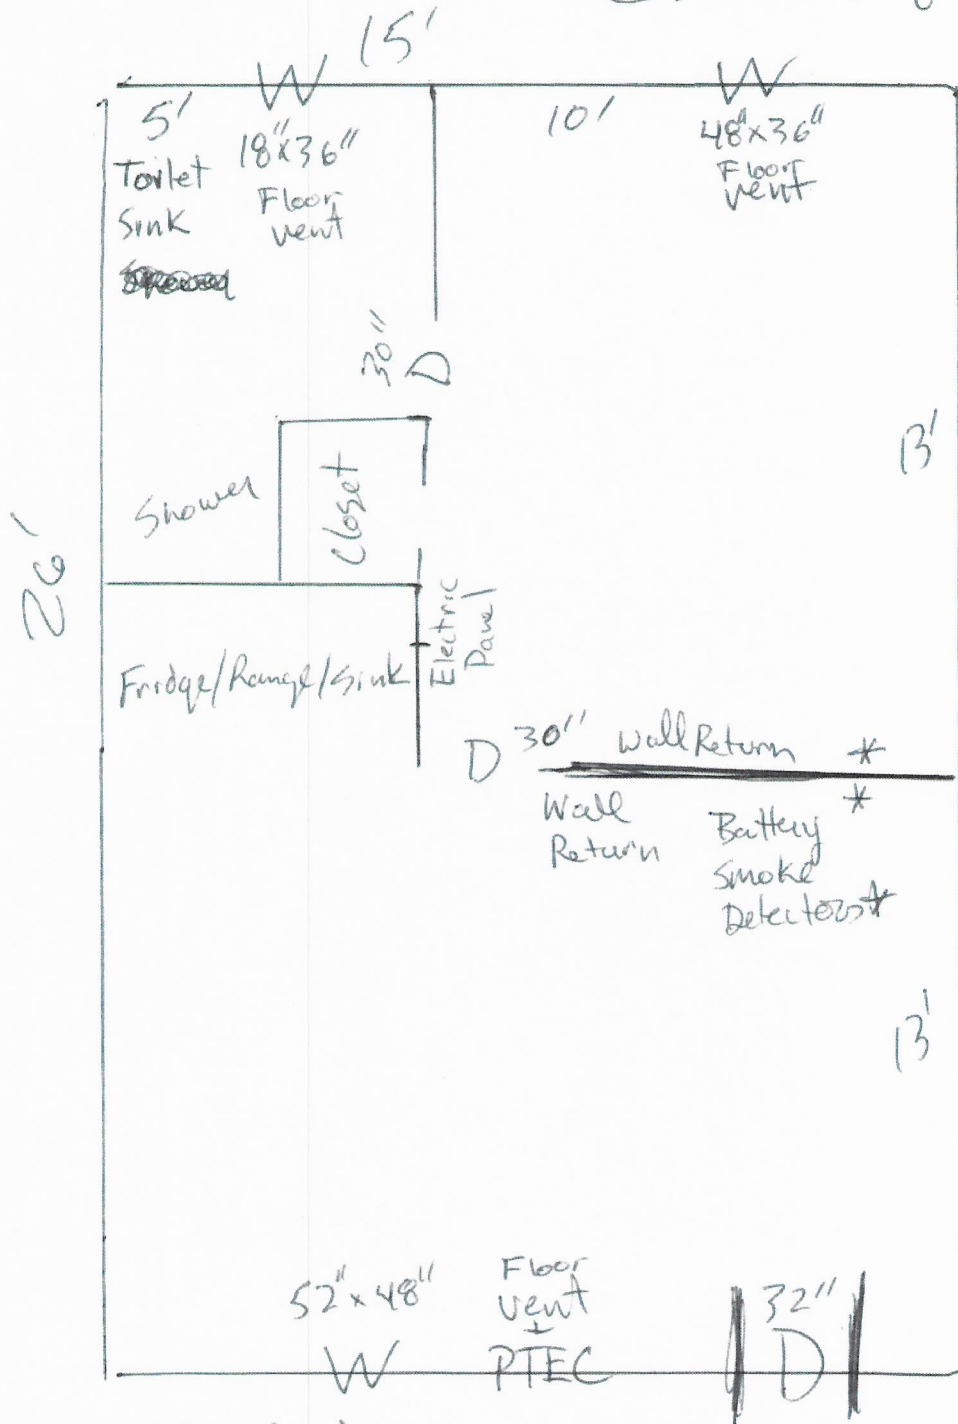 15'
W
W
5'
10'
18"x36"
48"x36"
Toilet
Sink
Floor
vent
Floor
vent
30"
D
13'
Shower
Closet
26'
Fridge/Range/Sink
Electric
Panel
D 30"
Wall Return *
*
Wall
Return
Battery
Smoke
Detectors*
13'
52"x48"
Floor
vent
+
PTEC
32"
W
D